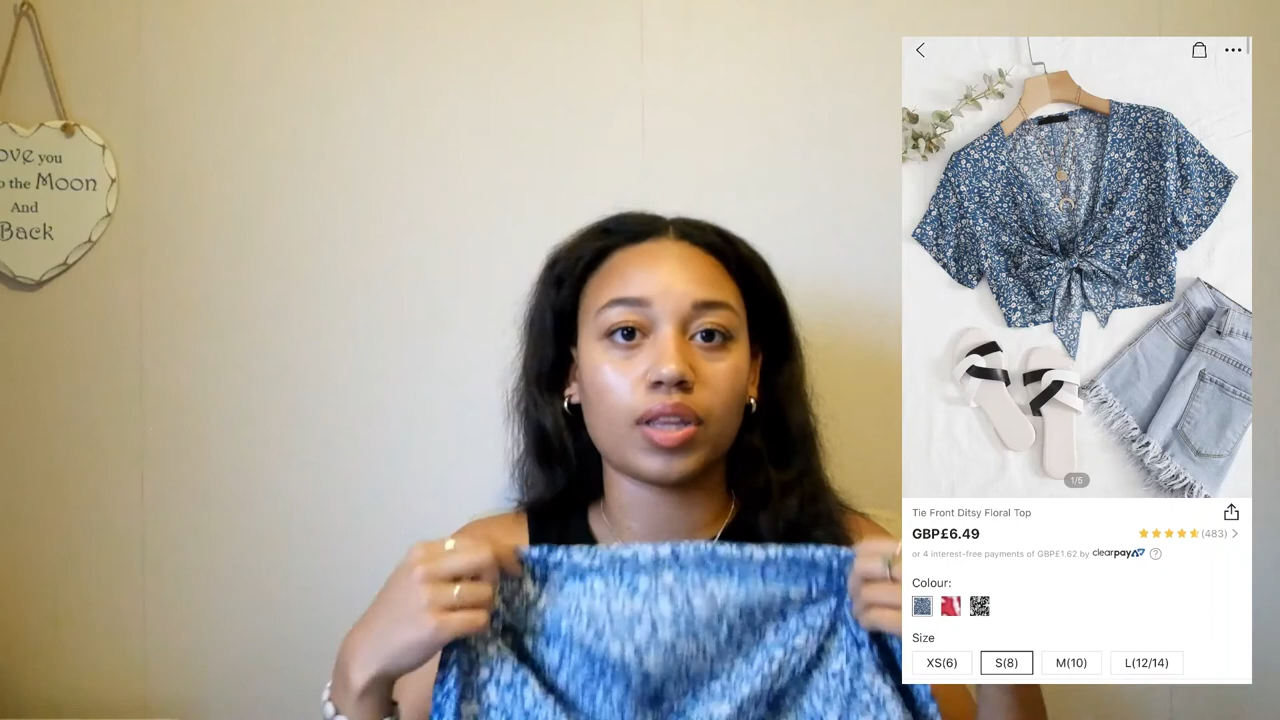 OVE you
o the Moon
And
Back
1/5
Tie Front Ditsy Floral Top
GBP£6.49
(483)
or 4 interest-free payments of GBP£1.62 by clearpay ?
Colour:
Size
XS(6) S(8) M(10) L(12/14)